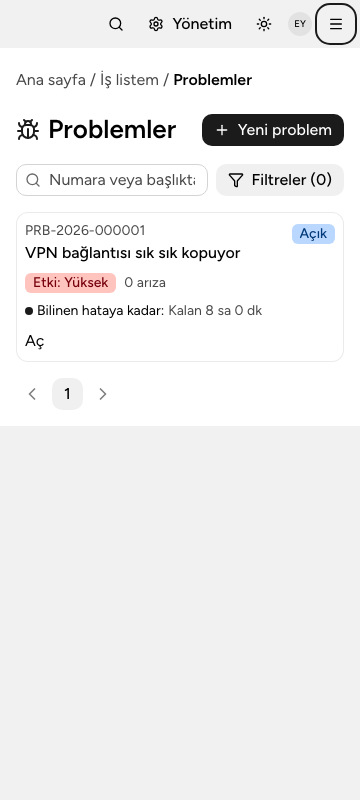 Yönetim
EY
Ana sayfa / İş listem / Problemler
Problemler
Yeni problem
Numara veya başlıkt
Filtreler (0)
PRB-2026-000001
Açık
VPN bağlantısı sık sık kopuyor
Etki: Yüksek
0 arıza
Bilinen hataya kadar: Kalan 8 sa 0 dk
Aç
1